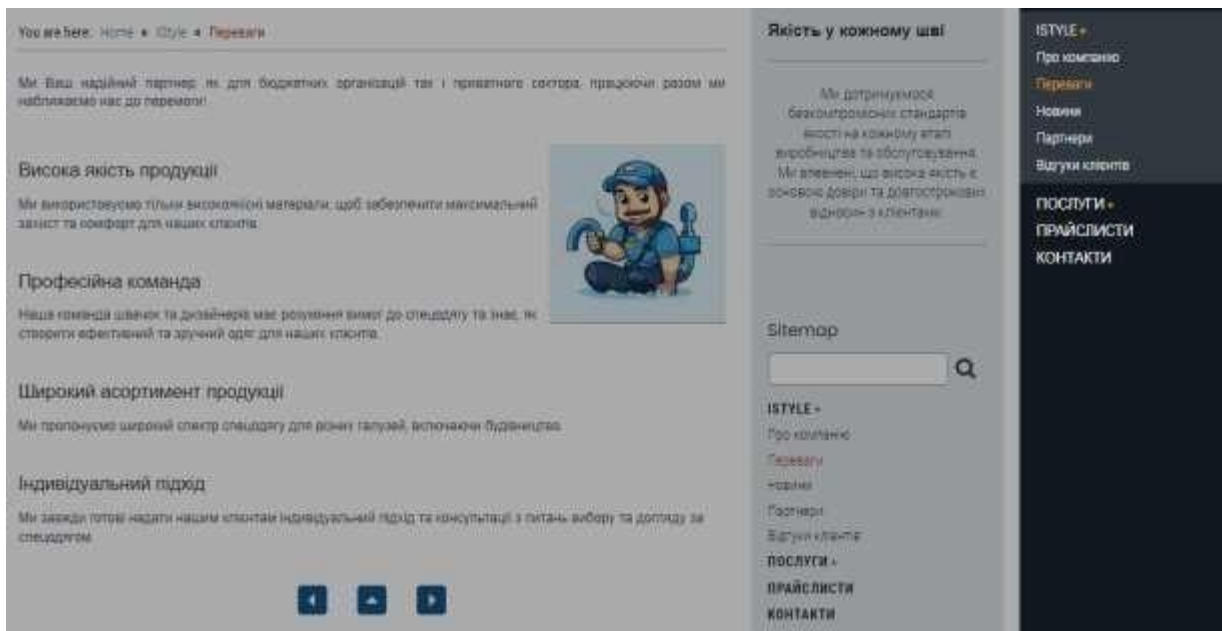 You are here: Home IStyle Переваги
Ми Ваш надійний партнер, як для бюджетних організацій так і приватного сектора, працюючи разом ми
наближаємо нас до перемоги!
Висока якість продукції
Ми використовуємо тільки високоякісні матеріали, щоб забезпечити максимальний
захист та комфорт для наших клієнтів.
Професійна команда
Наша команда швачок та дизайнерів має розуміння вимог до спецодягу та знає, як
створити ефективний та зручний одяг для наших клієнтів.
Широкий асортимент продукції
Ми пропонуємо широкий спектр спецодягу для різних галузей, включаючи будівництво.
Індивідуальний підхід
Ми завжди готові надати нашим клієнтам індивідуальний підхід та консультації з питань вибору та догляду за
спецодягом.
Якість у кожному шві
Ми дотримуємося
безкомпромісних стандартів
якості на кожному етапі
виробництва та обслуговування.
Ми впевнені, що висока якість є
основою довіри та довгострокових
відносин з клієнтами.
Sitemap
ISTYLE
Про компанію
Переваги
Новини
Партнери
Відгуки клієнтів
ПОСЛУГИ
ПРАЙСЛИСТИ
КОНТАКТИ
ISTYLE
Про компанію
Переваги
Новини
Партнери
Відгуки клієнтів
ПОСЛУГИ
ПРАЙСЛИСТИ
КОНТАКТИ